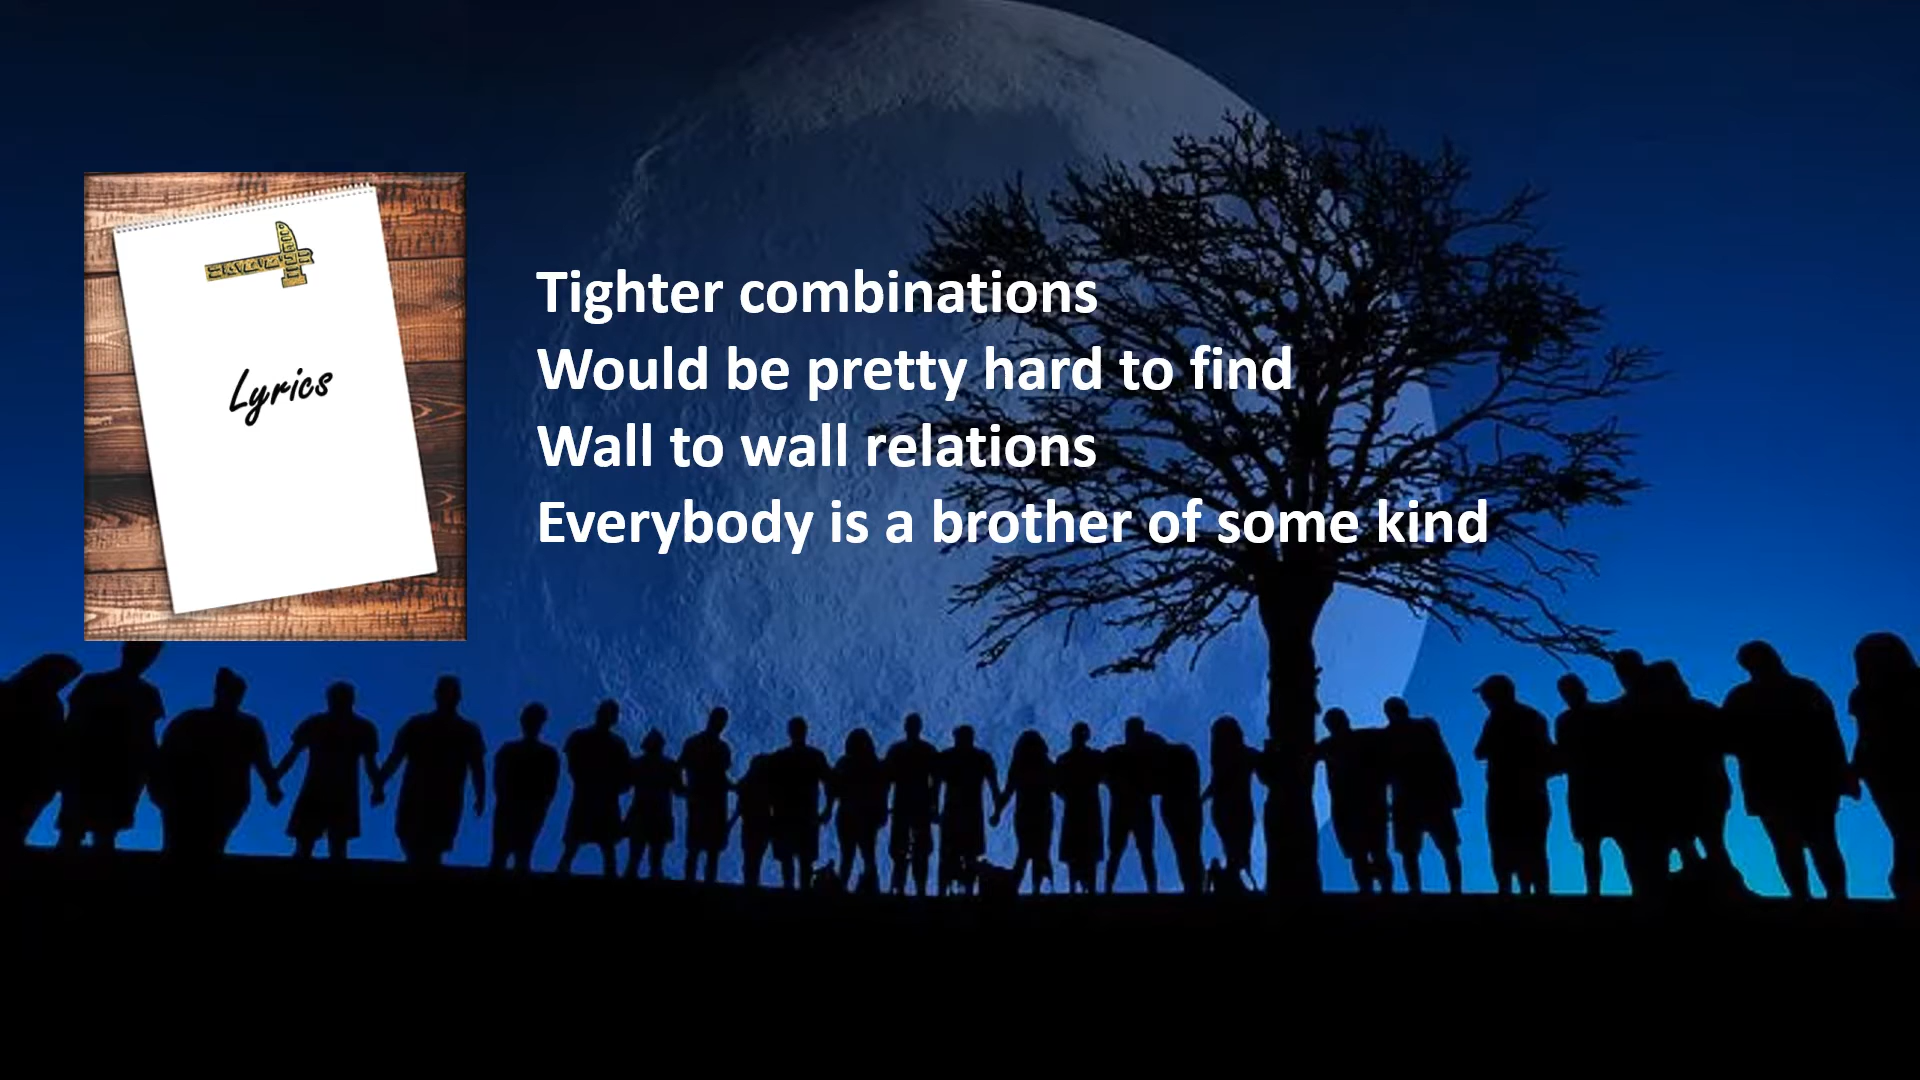 Lyrics
Tighter combinations
Would be pretty hard to find
Wall to wall relations
Everybody is a brother of some kind